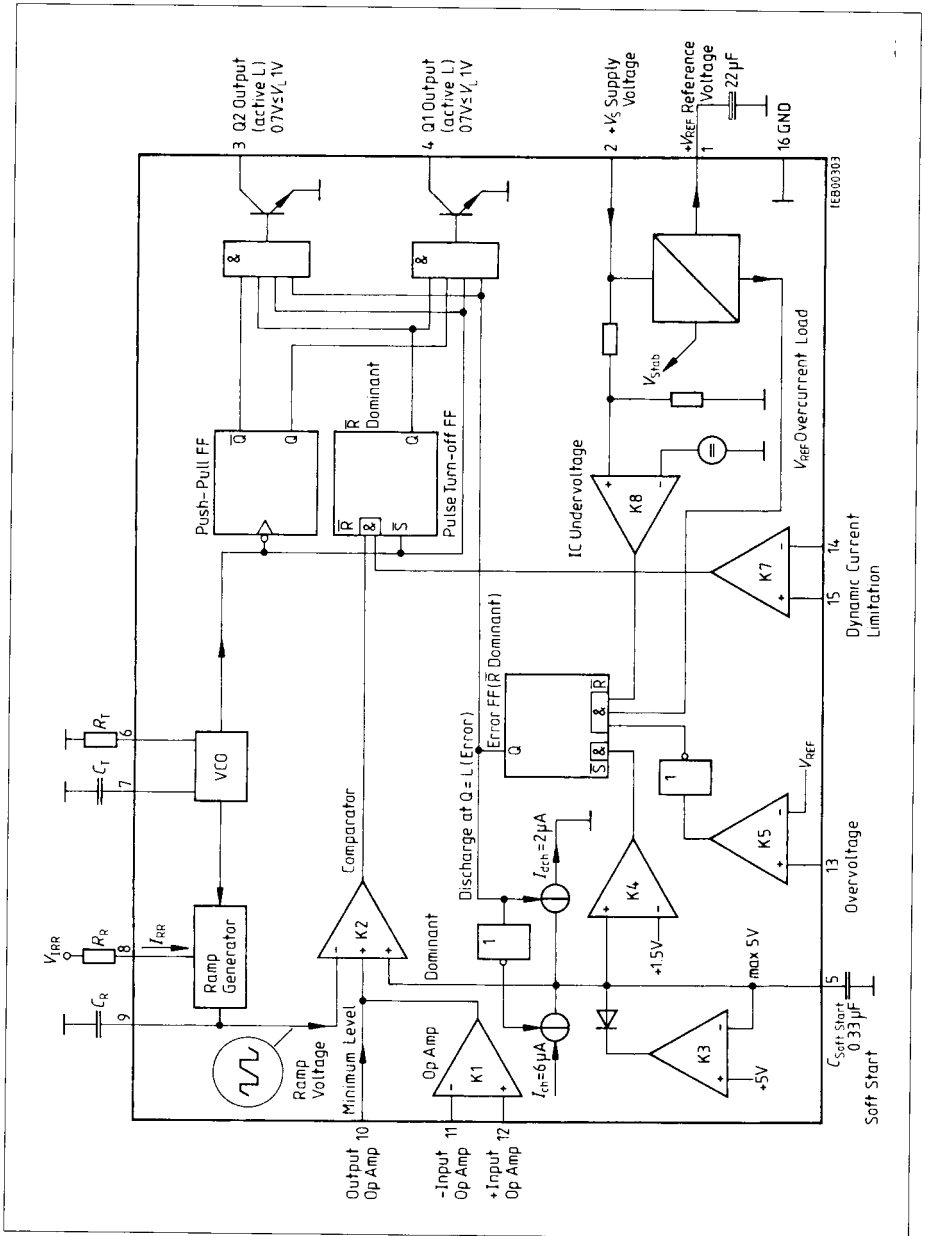 V_IRR
R_R
C_R
9
8
I_RR
Ramp
Generator
C_T
R_T
7
6
VCO
Ramp
Voltage
Minimum Level
Output
Op Amp
10
-Input
Op Amp
11
+Input
Op Amp
12
Op Amp
K1
Comparator
K2
-
+
+
Dominant
Push-Pull FF
Q̅
Q
R̅
Dominant
R̅
&
S̅
Q
Pulse Turn-off FF
&
&
3 Q2 Output
(active L)
0.7V≤V_L 1V
4 Q1 Output
(active L)
0.7V≤V_L 1V
Discharge at Q = L (Error)
1
I_ch=6µA
I_dch=2µA
Error FF (R̅ Dominant)
Q
S̅ &
& R̅
K4
+
-
+1.5V
K3
+
-
+5V
max 5V
5
C_Soft Start
0.33 µF
Soft Start
1
K5
+
-
V_REF
13
Overvoltage
IC Undervoltage
K8
+
-
=
K7
+
-
15
14
Dynamic Current
Limitation
V_REF Overcurrent Load
V_Stab
2 +V_S Supply
Voltage
+V_REF Reference
Voltage
1
22 µF
16 GND
IEB00303